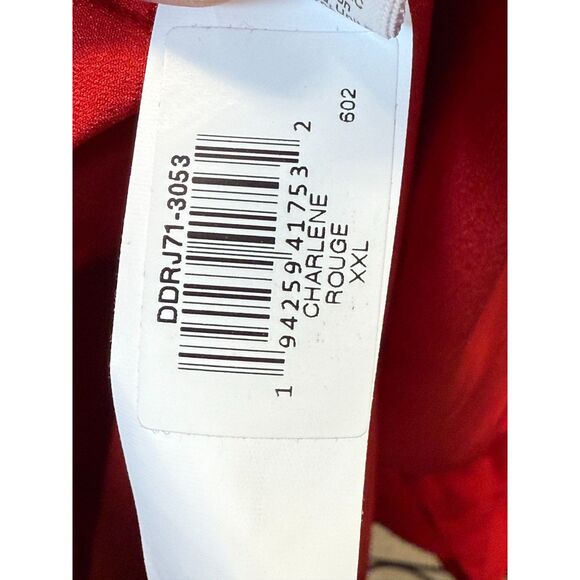 DDRJ71-3053
1 94259 41753 2
CHARLENE
ROUGE
XXL
602